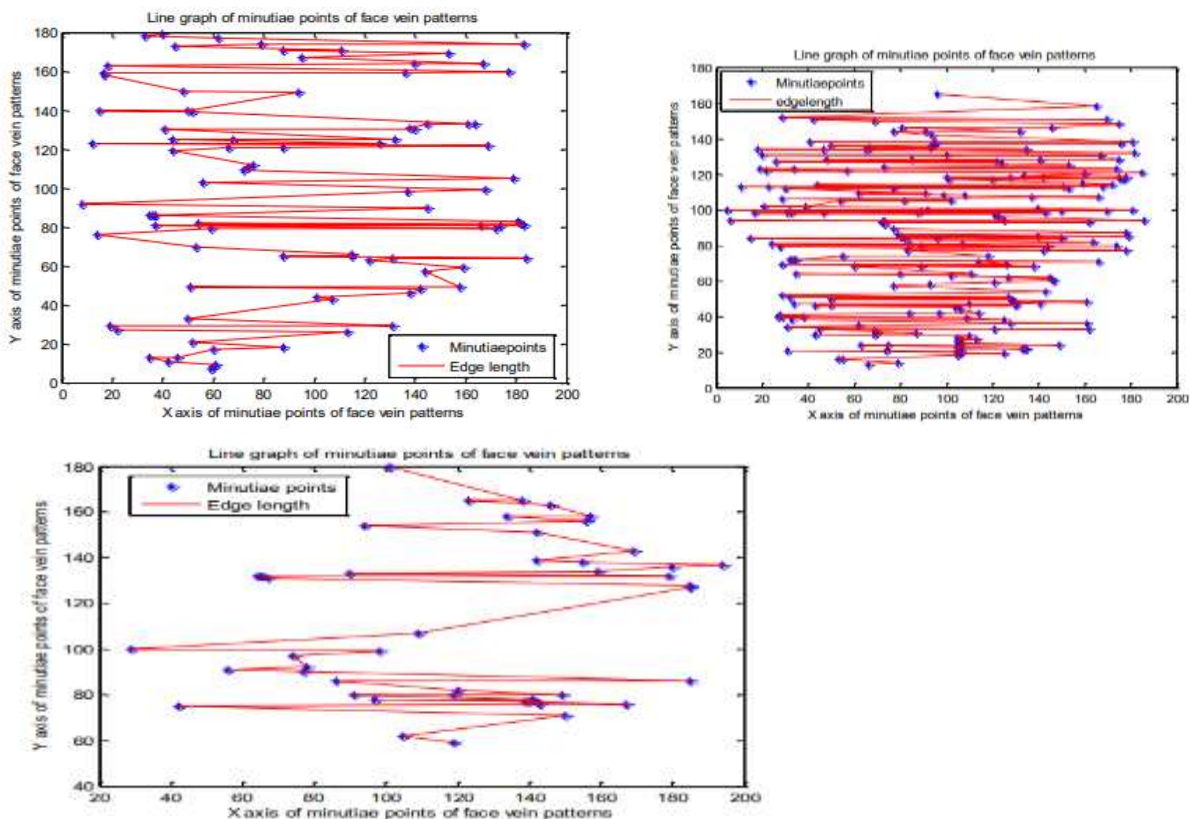 Line graph of minutiae points of face vein patterns
180
160
140
120
100
80
60
40
20
0
Y axis of minutiae points of face vein patterns
Minutiaepoints
Edge length
0 20 40 60 80 100 120 140 160 180 200
X axis of minutiae points of face vein patterns
Line graph of minutiae points of face vein patterns
180
160
140
120
100
80
60
40
20
0
Y axis of minutiae points of face vein patterns
Minutiaepoints
edgelength
0 20 40 60 80 100 120 140 160 180 200
X axis of minutiae points of face vein patterns
Line graph of minutiae points of face vein patterns
180
160
140
120
100
80
60
40
Y axis of minutiae points of face vein patterns
Minutiae points
Edge length
20 40 60 80 100 120 140 160 180 200
X axis of minutiae points of face vein patterns